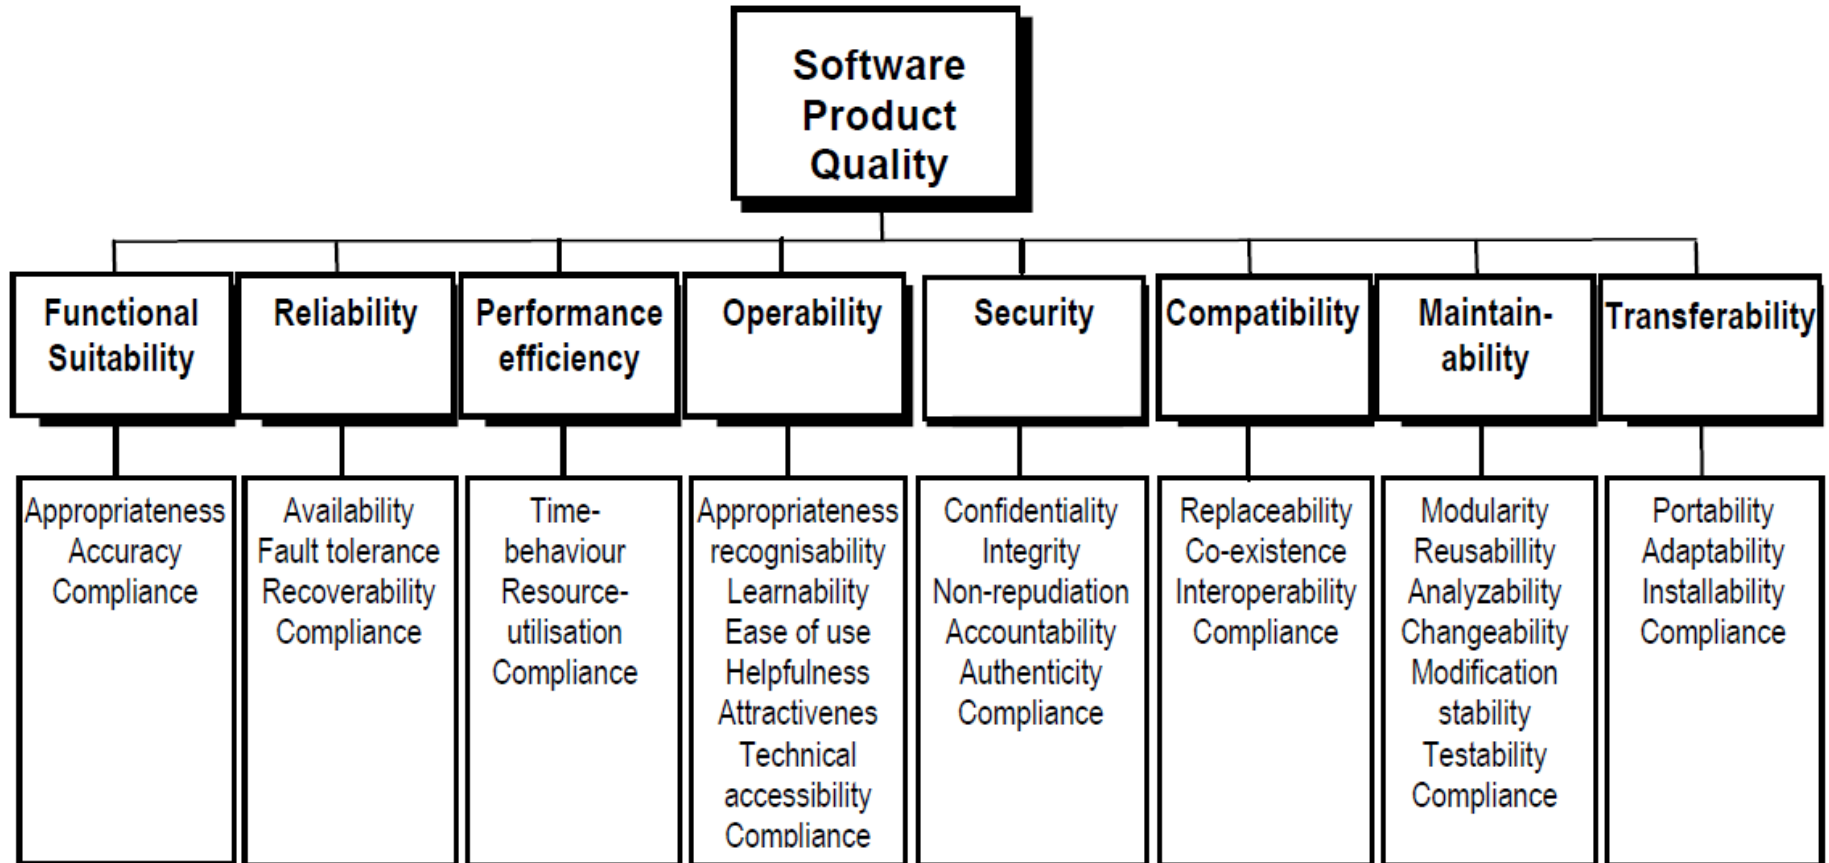 Software
Product
Quality
Functional
Suitability
Reliability
Performance
efficiency
Operability
Security
Compatibility
Maintain-
ability
Transferability
Appropriateness
Accuracy
Compliance
Availability
Fault tolerance
Recoverability
Compliance
Time-
behaviour
Resource-
utilisation
Compliance
Appropriateness
recognisability
Learnability
Ease of use
Helpfulness
Attractivenes
Technical
accessibility
Compliance
Confidentiality
Integrity
Non-repudiation
Accountability
Authenticity
Compliance
Replaceability
Co-existence
Interoperability
Compliance
Modularity
Reusabillity
Analyzability
Changeability
Modification
stability
Testability
Compliance
Portability
Adaptability
Installability
Compliance